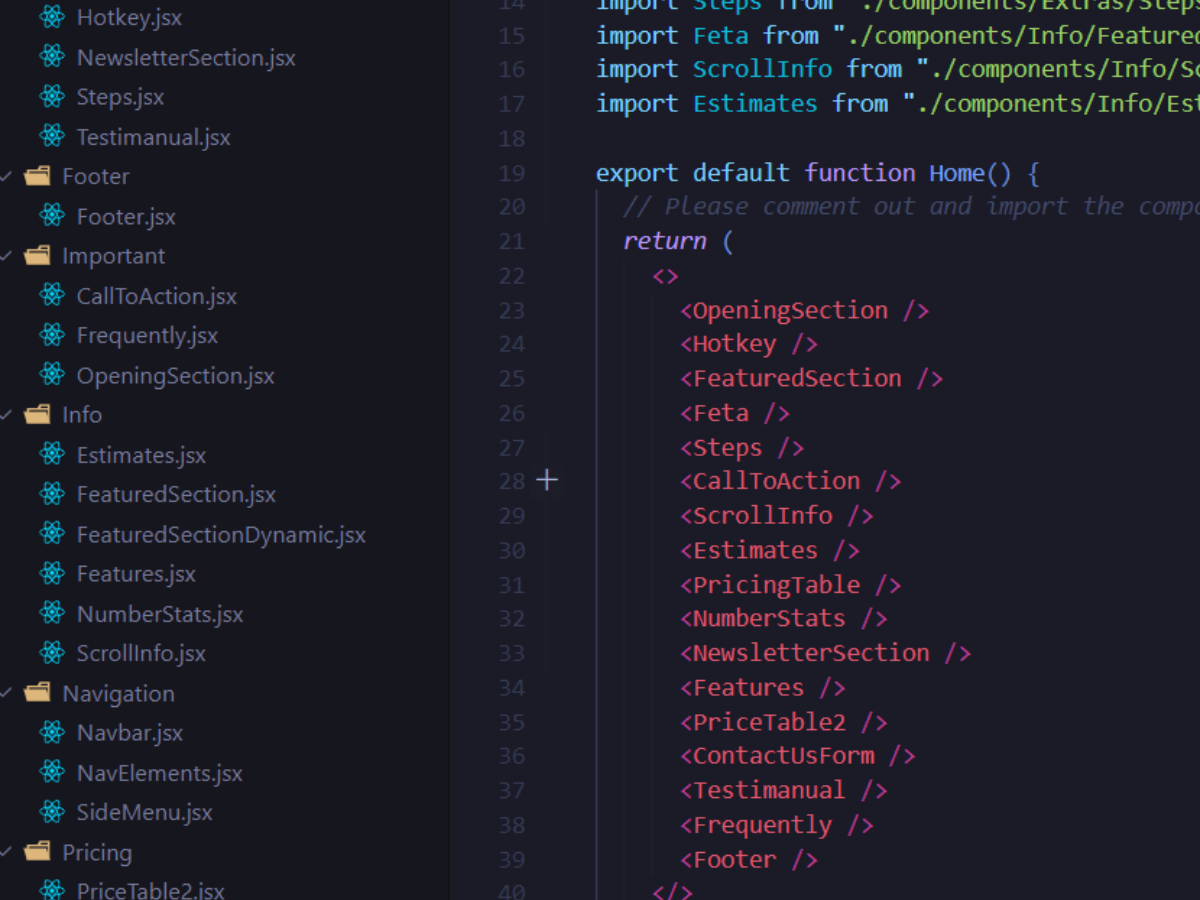 Hotkey.jsx
NewsletterSection.jsx
Steps.jsx
Testimanual.jsx
Footer
Footer.jsx
Important
CallToAction.jsx
Frequently.jsx
OpeningSection.jsx
Info
Estimates.jsx
FeaturedSection.jsx
FeaturedSectionDynamic.jsx
Features.jsx
NumberStats.jsx
ScrollInfo.jsx
Navigation
Navbar.jsx
NavElements.jsx
SideMenu.jsx
Pricing
PriceTable2.jsx
14 import Steps from "./components/Extras/Steps
15 import Feta from "./components/Info/Featured
16 import ScrollInfo from "./components/Info/Sc
17 import Estimates from "./components/Info/Est
18
19 export default function Home() {
20 // Please comment out and import the compo
21 return (
22 <>
23 <OpeningSection />
24 <Hotkey />
25 <FeaturedSection />
26 <Feta />
27 <Steps />
28 <CallToAction />
29 <ScrollInfo />
30 <Estimates />
31 <PricingTable />
32 <NumberStats />
33 <NewsletterSection />
34 <Features />
35 <PriceTable2 />
36 <ContactUsForm />
37 <Testimanual />
38 <Frequently />
39 <Footer />
40 </>